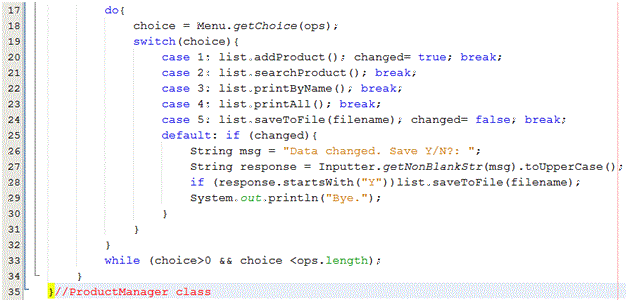 17 do{
18 choice = Menu.getChoice(ops);
19 switch(choice){
20 case 1: list.addProduct(); changed= true; break;
21 case 2: list.searchProduct(); break;
22 case 3: list.printByName(); break;
23 case 4: list.printAll(); break;
24 case 5: list.saveToFile(filename); changed= false; break;
25 default: if (changed){
26 String msg = "Data changed. Save Y/N?: ";
27 String response = Inputter.getNonBlankStr(msg).toUpperCase();
28 if (response.startsWith("Y"))list.saveToFile(filename);
29 System.out.println("Bye.");
30 }
31 }
32 }
33 while (choice>0 && choice <ops.length);
34 }
35 }//ProductManager class